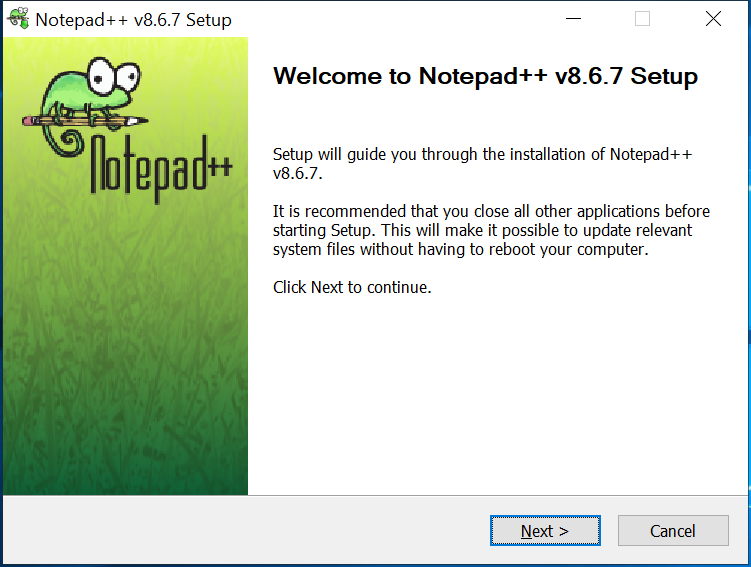 Notepad++ v8.6.7 Setup
Notepad++
Welcome to Notepad++ v8.6.7 Setup
Setup will guide you through the installation of Notepad++
v8.6.7.
It is recommended that you close all other applications before
starting Setup. This will make it possible to update relevant
system files without having to reboot your computer.
Click Next to continue.
Next >
Cancel